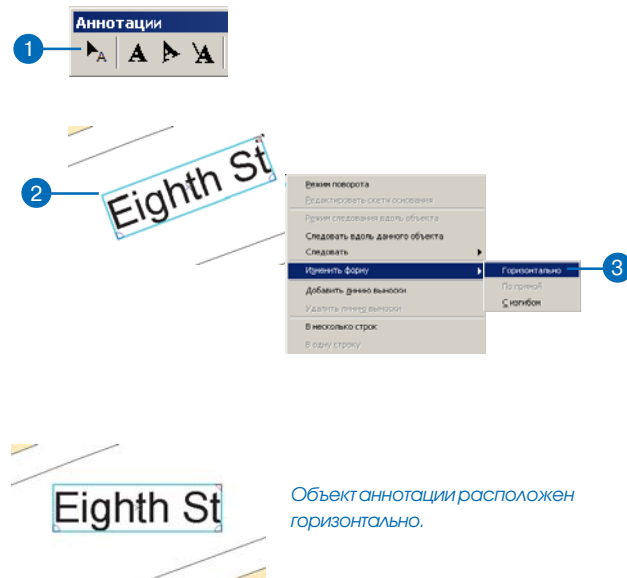 Аннотации
1
A A A A
2
Eighth St
Режим поворота
Редактировать скетч основания
Режим следования вдоль объекта
Следовать вдоль данного объекта
Следовать
Изменить форму
Горизонтально
3
По прямой
С изгибом
Добавить линию выноски
Удалить линию выноски
В несколько строк
В одну строку
Eighth St
Объект аннотации расположен
горизонтально.